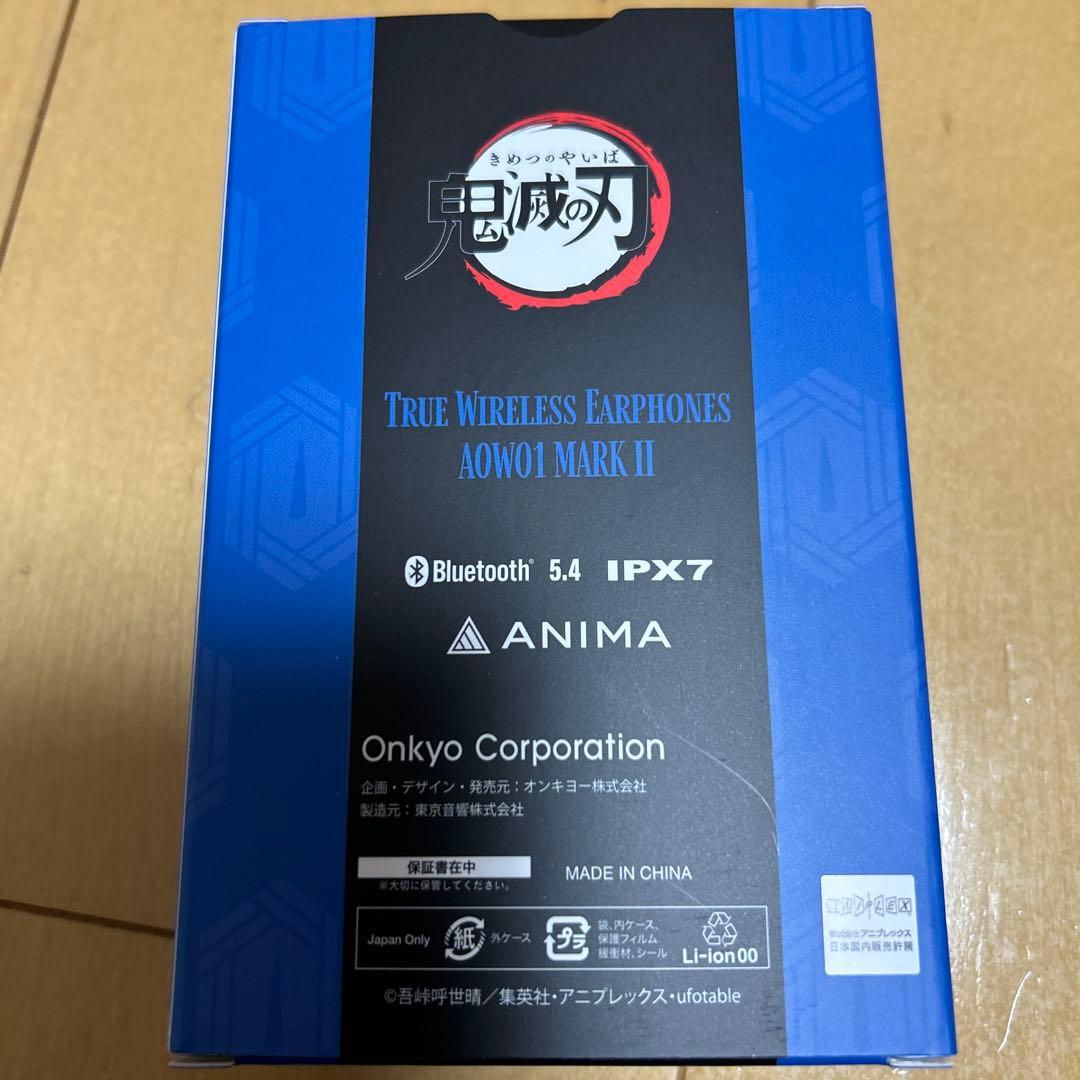 きめつのやいば
鬼滅の刃
TRUE WIRELESS EARPHONES
AOW01 MARK II
Bluetooth® 5.4 IPX7
ANIMA
Onkyo Corporation
企画・デザイン・発売元：オンキヨー株式会社
製造元：東京音響株式会社
保証書在中
※大切に保管してください。
MADE IN CHINA
Japan Only
紙
外ケース
プラ
袋、内ケース、
保護フィルム
緩衝材、シール
Li-ion 00
ANIPLEX
株式会社アニプレックス
日本国内販売許諾
©吾峠呼世晴／集英社・アニプレックス・ufotable